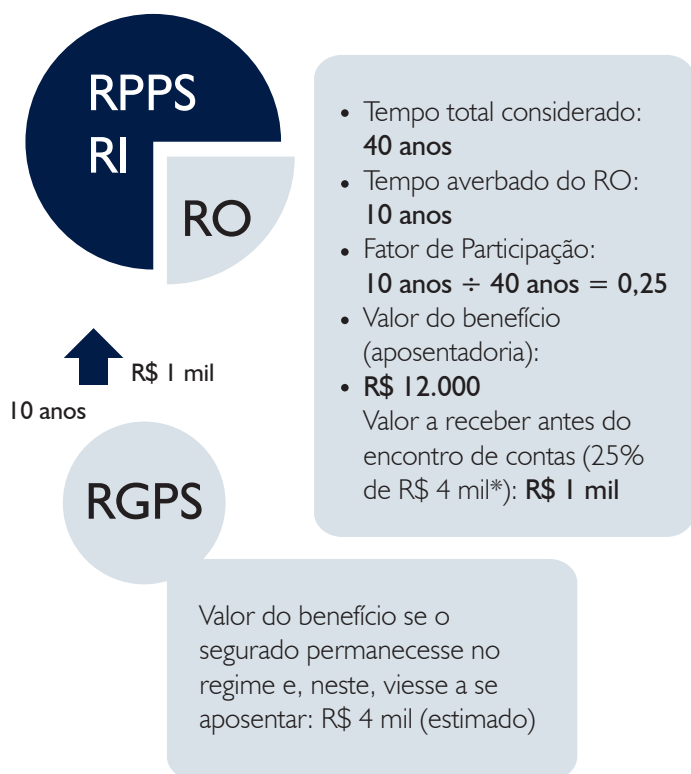 RPPS
RI
RO
R$ 1 mil
10 anos
RGPS
• Tempo total considerado:
40 anos
• Tempo averbado do RO:
10 anos
• Fator de Participação:
10 anos ÷ 40 anos = 0,25
• Valor do benefício
(aposentadoria):
• R$ 12.000
Valor a receber antes do
encontro de contas (25%
de R$ 4 mil*): R$ 1 mil
Valor do benefício se o
segurado permanecesse no
regime e, neste, viesse a se
aposentar: R$ 4 mil (estimado)